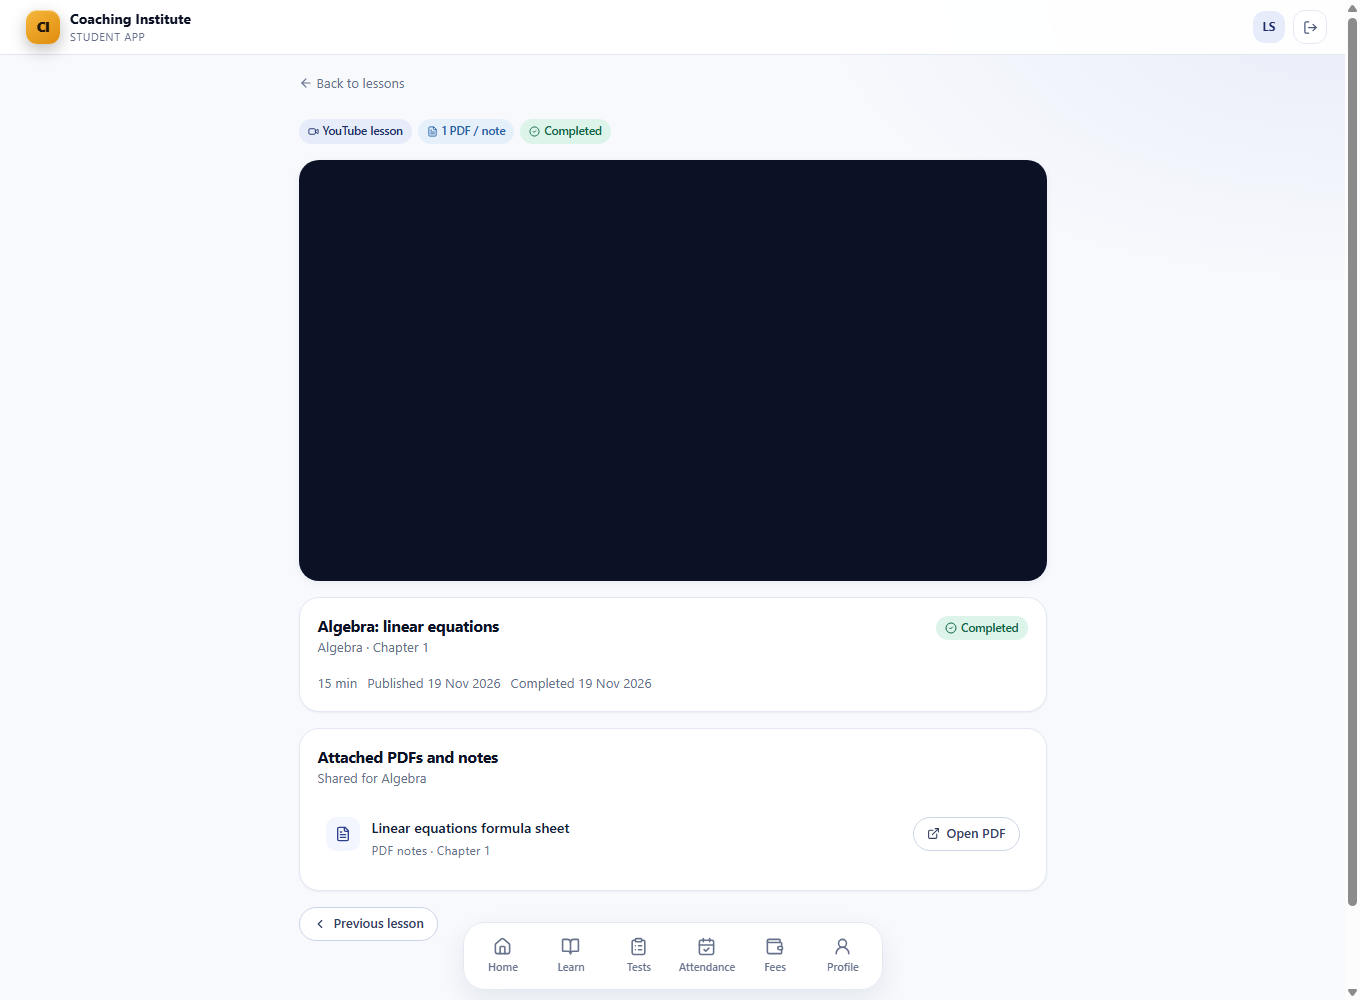 CI
Coaching Institute
STUDENT APP
LS
Back to lessons
YouTube lesson
1 PDF / note
Completed
Algebra: linear equations
Completed
Algebra · Chapter 1
15 min Published 19 Nov 2026 Completed 19 Nov 2026
Attached PDFs and notes
Shared for Algebra
Linear equations formula sheet
PDF notes · Chapter 1
Open PDF
Previous lesson
Home
Learn
Tests
Attendance
Fees
Profile